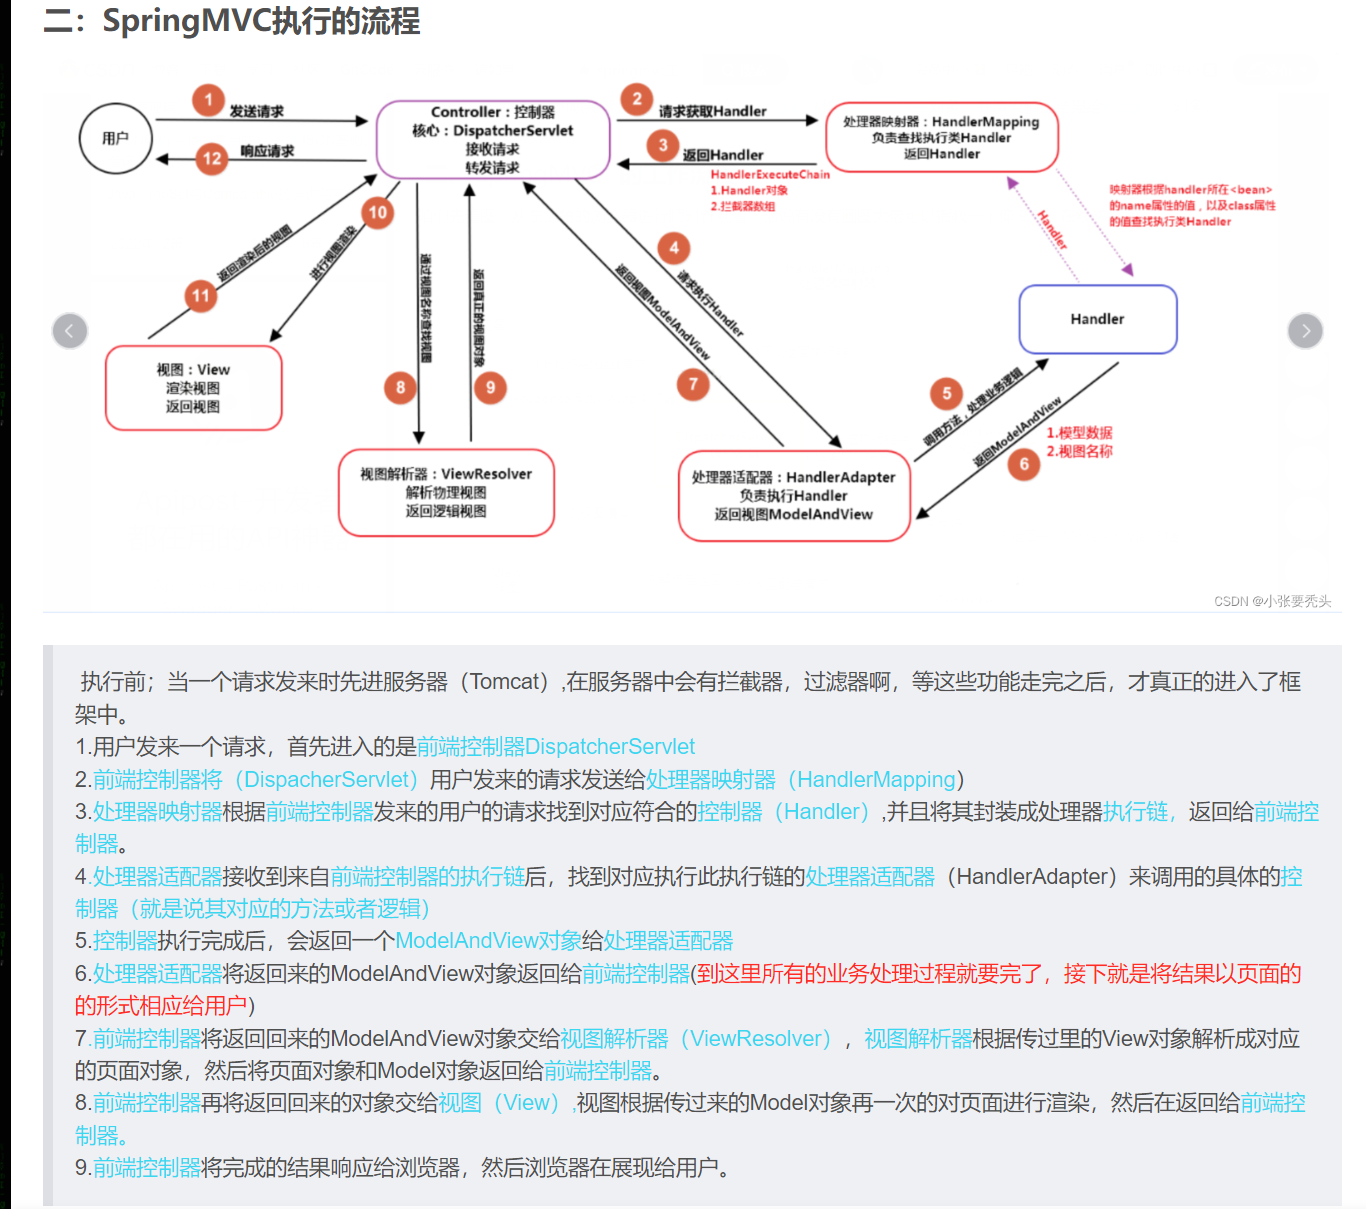 二：SpringMVC执行的流程
1
发送请求
12
响应请求
用户
Controller：控制器
核心：DispatcherServlet
接收请求
转发请求
2
请求获取Handler
3
返回Handler
HandlerExecuteChain
1.Handler对象
2.拦截器数组
处理器映射器：HandlerMapping
负责查找执行类Handler
返回Handler
映射器根据handler所在<bean>
的name属性的值，以及class属性
的值查找执行类Handler
Handler
Handler
10
进行视图渲染
11
返回渲染后的视图
通过视图名称查找视图
8
返回真正的视图对象
9
4
请求执行Handler
返回视图ModelAndView
7
5
调用方法，处理业务逻辑
返回ModelAndView
6
1.模型数据
2.视图名称
视图：View
渲染视图
返回视图
视图解析器：ViewResolver
解析物理视图
返回逻辑视图
处理器适配器：HandlerAdapter
负责执行Handler
返回视图ModelAndView
CSDN @小张要秃头
执行前；当一个请求发来时先进服务器（Tomcat）,在服务器中会有拦截器，过滤器啊，等这些功能走完之后，才真正的进入了框
架中。
1.用户发来一个请求，首先进入的是前端控制器DispatcherServlet
2.前端控制器将（DispacherServlet）用户发来的请求发送给处理器映射器（HandlerMapping）
3.处理器映射器根据前端控制器发来的用户的请求找到对应符合的控制器（Handler）,并且将其封装成处理器执行链，返回给前端控
制器。
4.处理器适配器接收到来自前端控制器的执行链后，找到对应执行此执行链的处理器适配器（HandlerAdapter）来调用的具体的控
制器（就是说其对应的方法或者逻辑）
5.控制器执行完成后，会返回一个ModelAndView对象给处理器适配器
6.处理器适配器将返回来的ModelAndView对象返回给前端控制器(到这里所有的业务处理过程就要完了，接下就是将结果以页面的
的形式相应给用户)
7.前端控制器将返回回来的ModelAndView对象交给视图解析器（ViewResolver），视图解析器根据传过里的View对象解析成对应
的页面对象，然后将页面对象和Model对象返回给前端控制器。
8.前端控制器再将返回回来的对象交给视图（View）,视图根据传过来的Model对象再一次的对页面进行渲染，然后在返回给前端控
制器。
9.前端控制器将完成的结果响应给浏览器，然后浏览器在展现给用户。